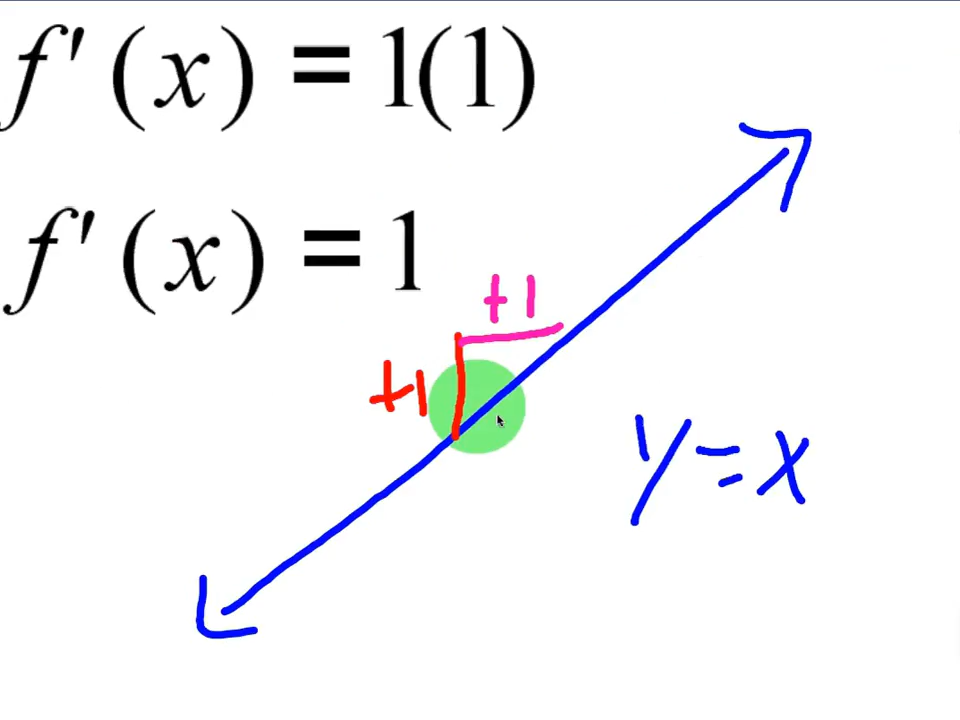 f'(x) = 1(1)
f'(x) = 1
+1
+1
y = x